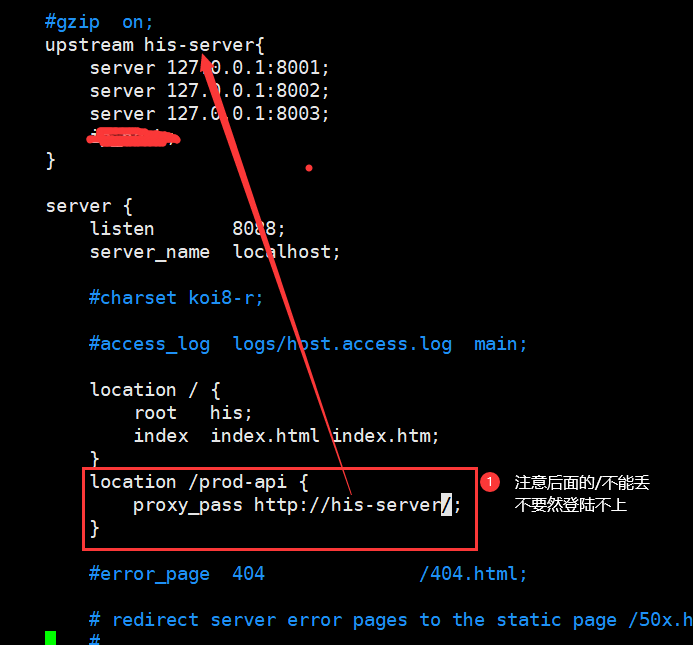 #gzip  on;
upstream his-server{
server 127.0.0.1:8001;
server 127.0.0.1:8002;
server 127.0.0.1:8003;
}
server {
listen       8088;
server_name  localhost;
#charset koi8-r;
#access_log  logs/host.access.log  main;
location / {
root   his;
index  index.html index.htm;
}
location /prod-api {
proxy_pass http://his-server/;
}
1 注意后面的/不能丢
不要然登陆不上
#error_page  404              /404.html;
# redirect server error pages to the static page /50x.h
#